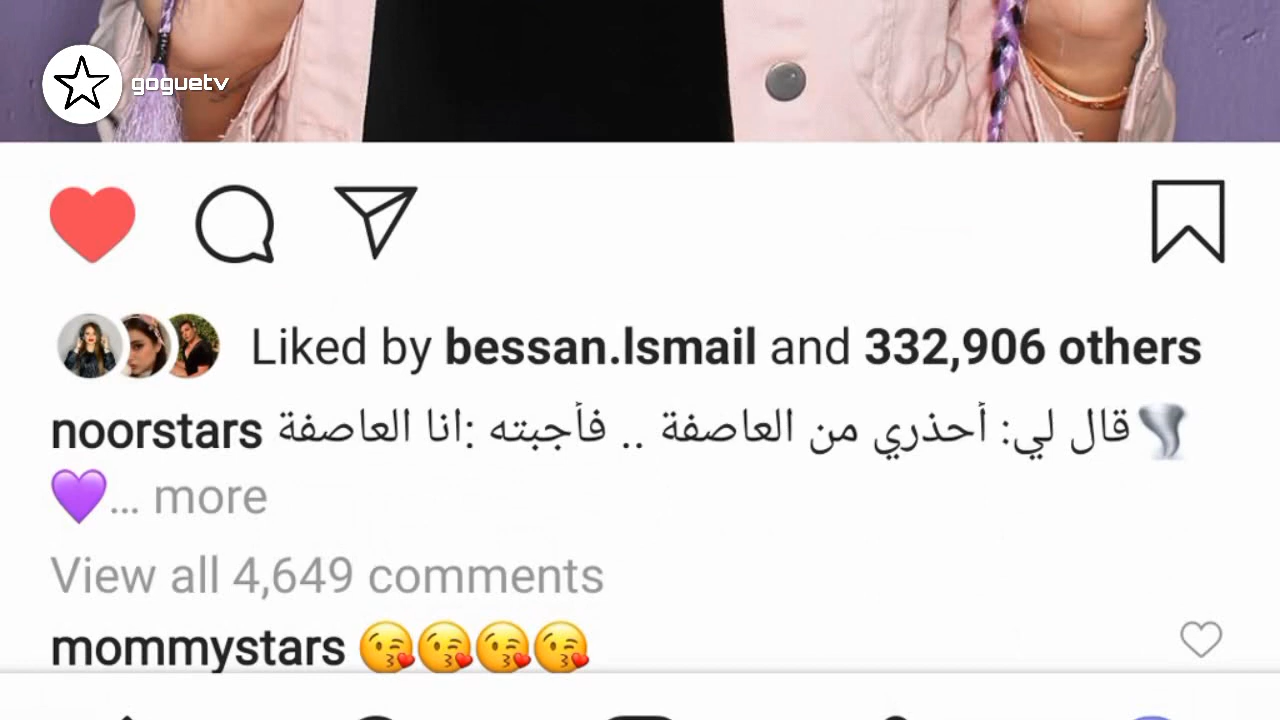 goguetv
Liked by bessan.Ismail and 332,906 others
noorstars قال لي: أحذري من العاصفة .. فأجبته :انا العاصفة🌪️
💜... more
View all 4,649 comments
mommystars 😘😘😘😘